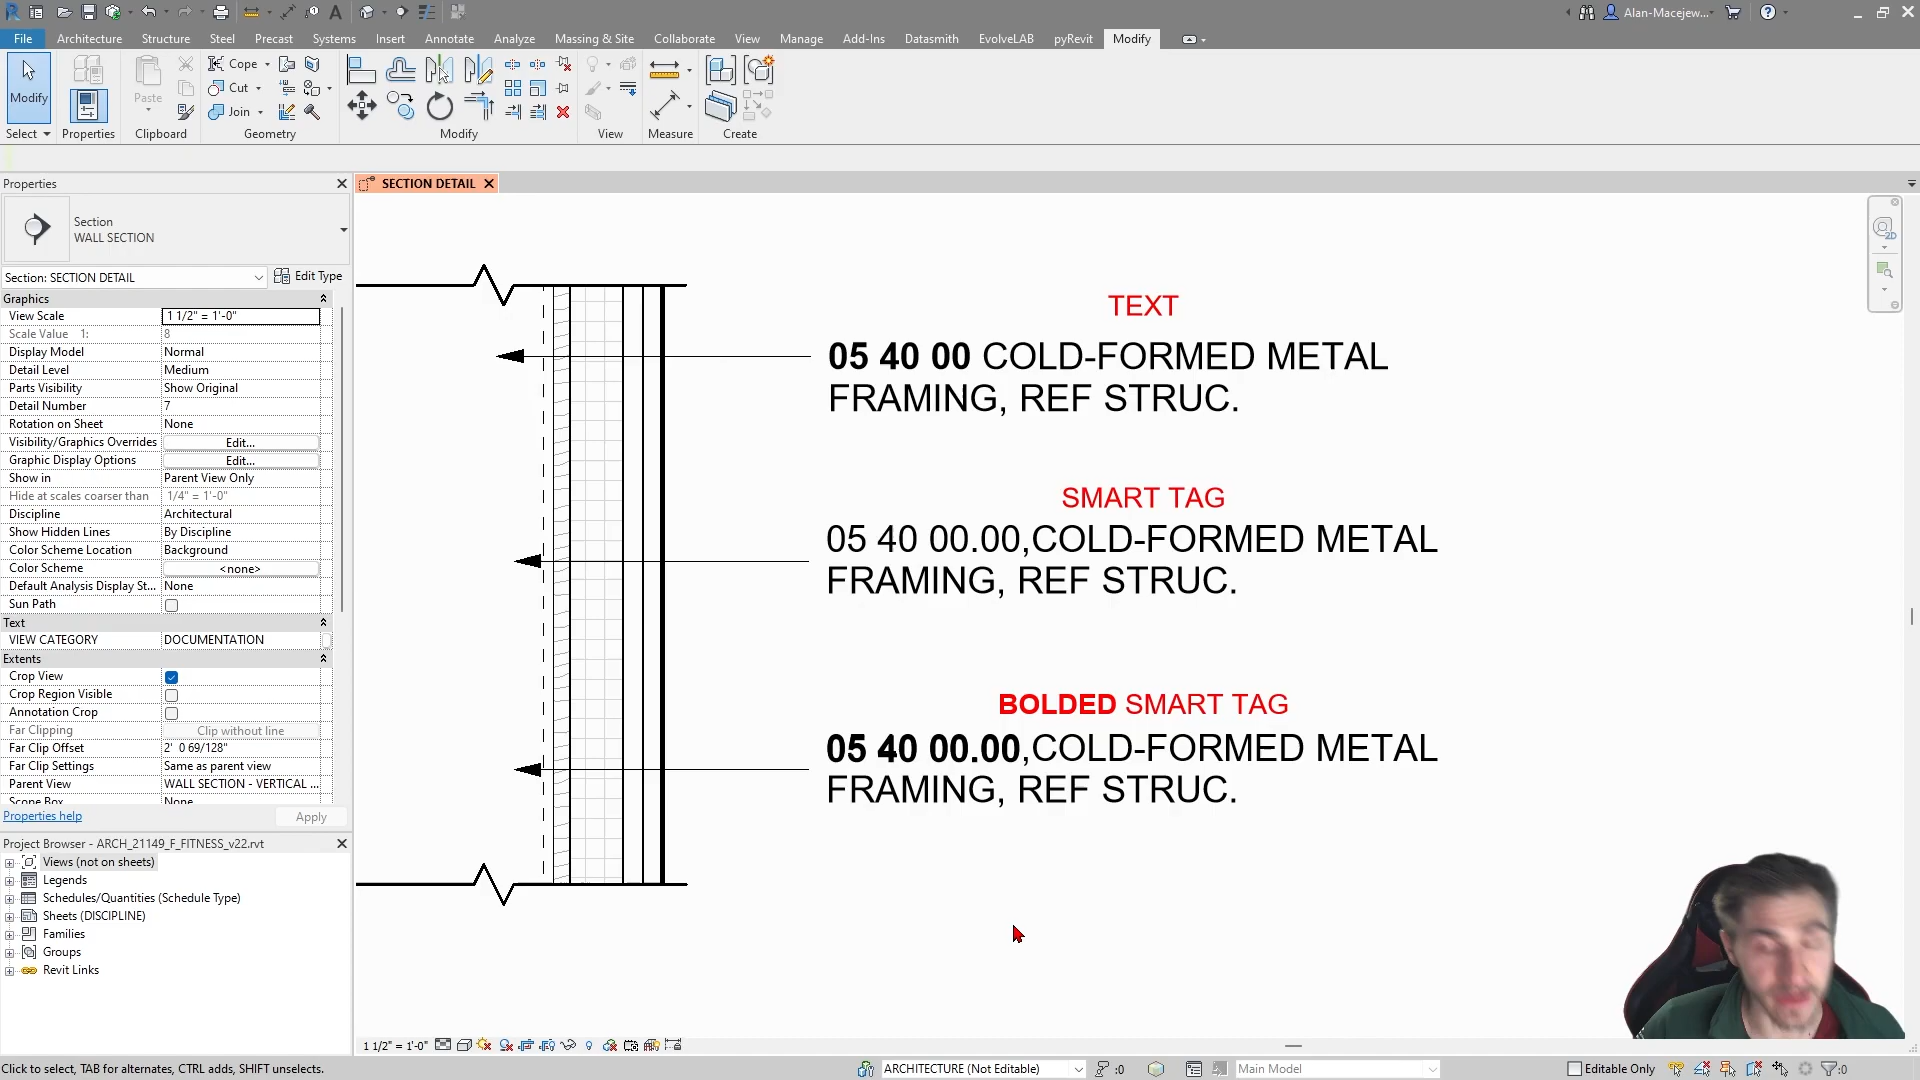 Alan-Macejew...
File
Architecture
Structure
Steel
Precast
Systems
Insert
Annotate
Analyze
Massing & Site
Collaborate
View
Manage
Add-Ins
Datasmith
EvolveLAB
pyRevit
Modify
Modify
Select
Properties
Paste
Clipboard
Cope
Cut
Join
Geometry
Modify
View
Measure
Create
Properties
Section
WALL SECTION
Section: SECTION DETAIL
Edit Type
Graphics
View Scale 1 1/2" = 1'-0"
Scale Value 1: 8
Display Model Normal
Detail Level Medium
Parts Visibility Show Original
Detail Number 7
Rotation on Sheet None
Visibility/Graphics Overrides Edit...
Graphic Display Options Edit...
Show in Parent View Only
Hide at scales coarser than 1/4" = 1'-0"
Discipline Architectural
Show Hidden Lines By Discipline
Color Scheme Location Background
Color Scheme <none>
Default Analysis Display St... None
Sun Path
Text
VIEW CATEGORY DOCUMENTATION
Extents
Crop View
Crop Region Visible
Annotation Crop
Far Clipping Clip without line
Far Clip Offset 2' 0 69/128"
Far Clip Settings Same as parent view
Parent View WALL SECTION - VERTICAL ...
Scope Box None
Properties help
Apply
Project Browser - ARCH_21149_F_FITNESS_v22.rvt
Views (not on sheets)
Legends
Schedules/Quantities (Schedule Type)
Sheets (DISCIPLINE)
Families
Groups
Revit Links
SECTION DETAIL
2D
TEXT
05 40 00 COLD-FORMED METAL
FRAMING, REF STRUC.
SMART TAG
05 40 00.00,COLD-FORMED METAL
FRAMING, REF STRUC.
BOLDED SMART TAG
05 40 00.00,COLD-FORMED METAL
FRAMING, REF STRUC.
1 1/2" = 1'-0"
Click to select, TAB for alternates, CTRL adds, SHIFT unselects.
ARCHITECTURE (Not Editable)
:0
Main Model
Editable Only
:0